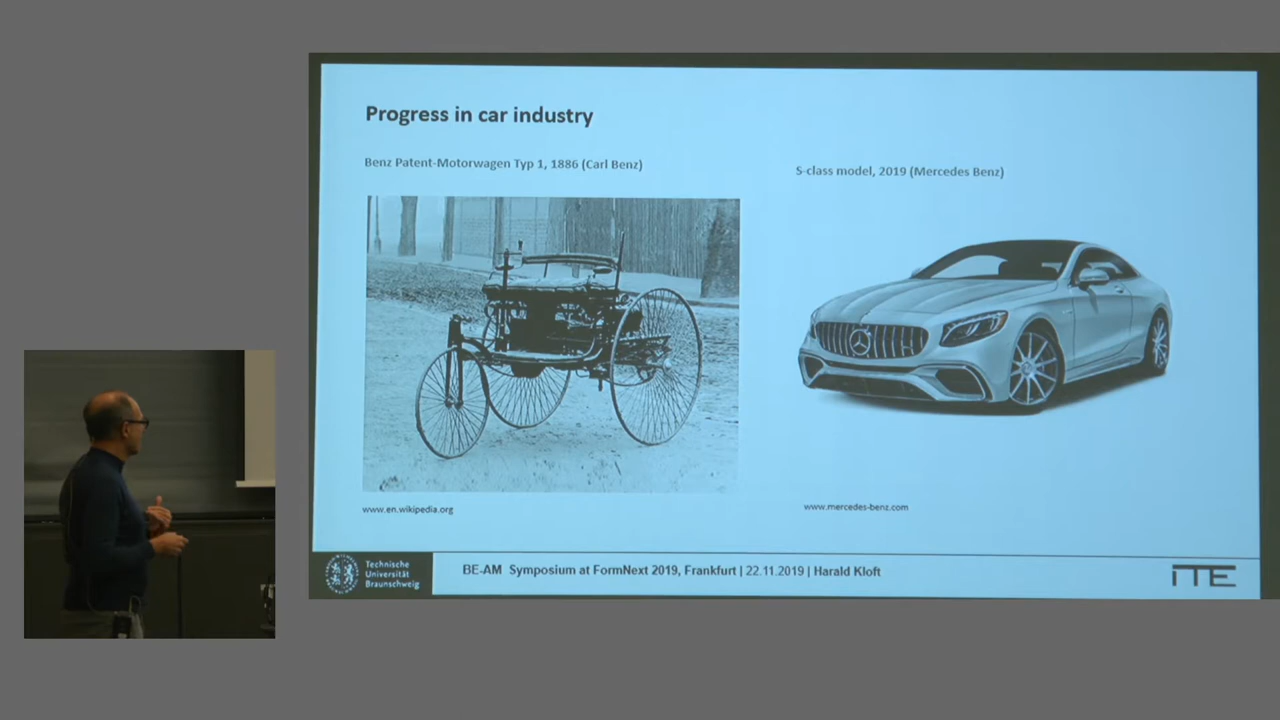 Progress in car industry
Benz Patent-Motorwagen Typ 1, 1886 (Carl Benz)
S-class model, 2019 (Mercedes Benz)
www.en.wikipedia.org
www.mercedes-benz.com
Technische
Universität
Braunschweig
BE-AM Symposium at FormNext 2019, Frankfurt | 22.11.2019 | Harald Kloft
iTE